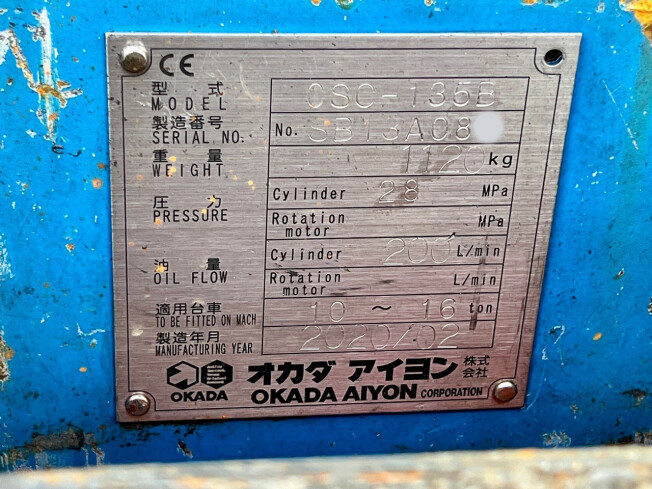 CE
型 式 OSC-135B
MODEL
製造番号 No. SB13A08
SERIAL NO.
重 量 1120 kg
WEIGHT
圧 力 Cylinder 28 MPa
PRESSURE Rotation motor MPa
油 量 Cylinder 200 L/min
OIL FLOW Rotation motor L/min
適用台車 10 ~ 16 ton
TO BE FITTED ON MACH
製造年月 2020/02
MANUFACTURING YEAR
オカダ アイヨン 株式会社
OKADA OKADA AIYON CORPORATION